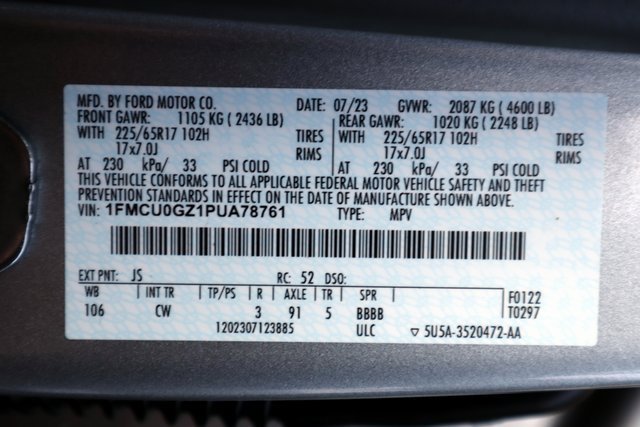 MFD. BY FORD MOTOR CO. DATE: 07/23 GVWR: 2087 KG ( 4600 LB)
FRONT GAWR: 1105 KG ( 2436 LB) REAR GAWR: 1020 KG ( 2248 LB)
WITH 225/65R17 102H TIRES WITH 225/65R17 102H TIRES
17x7.0J RIMS 17x7.0J RIMS
AT 230 kPa/ 33 PSI COLD AT 230 kPa/ 33 PSI COLD
THIS VEHICLE CONFORMS TO ALL APPLICABLE FEDERAL MOTOR VEHICLE SAFETY AND THEFT
PREVENTION STANDARDS IN EFFECT ON THE DATE OF MANUFACTURE SHOWN ABOVE.
VIN: 1FMCU0GZ1PUA78761 TYPE: MPV
EXT PNT: JS RC: 52 DSO:
WB INT TR TP/PS R AXLE TR SPR F0122
106 CW 3 91 5 BBBB T0297
1202307123885 ULC ▽ 5U5A-3520472-AA